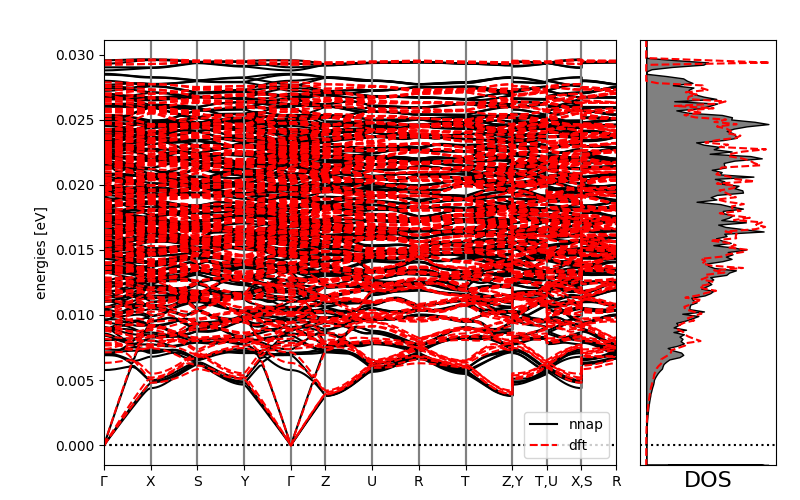 energies [eV]
0.030
0.025
0.020
0.015
0.010
0.005
0.000
nnap
dft
Γ X S Y Γ Z U R T Z,Y T,U X,S R
DOS